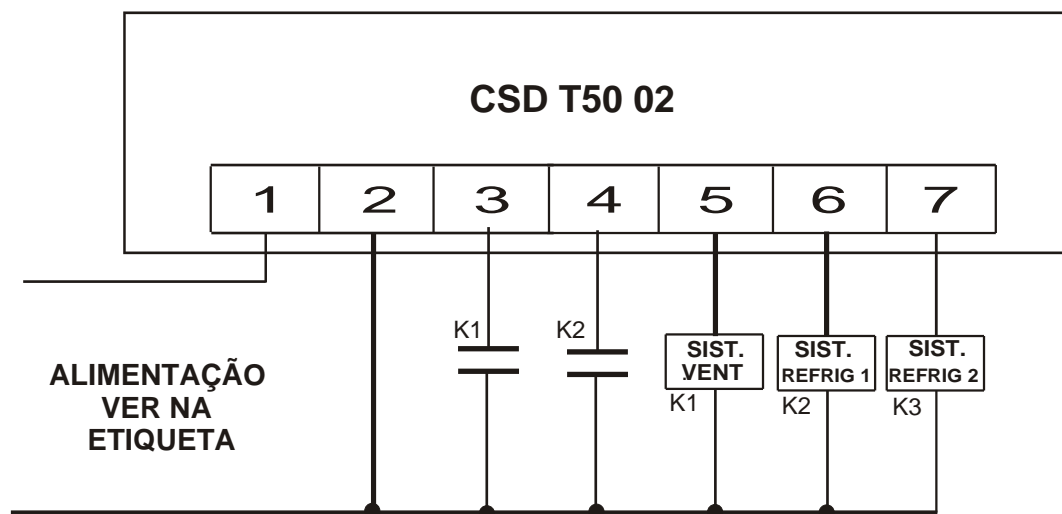 CSD T50 02
1 2 3 4 5 6 7
K1
K2
SIST.
.VENT
K1
SIST.
REFRIG 1
K2
SIST.
REFRIG 2
K3
ALIMENTAÇÃO
VER NA
ETIQUETA